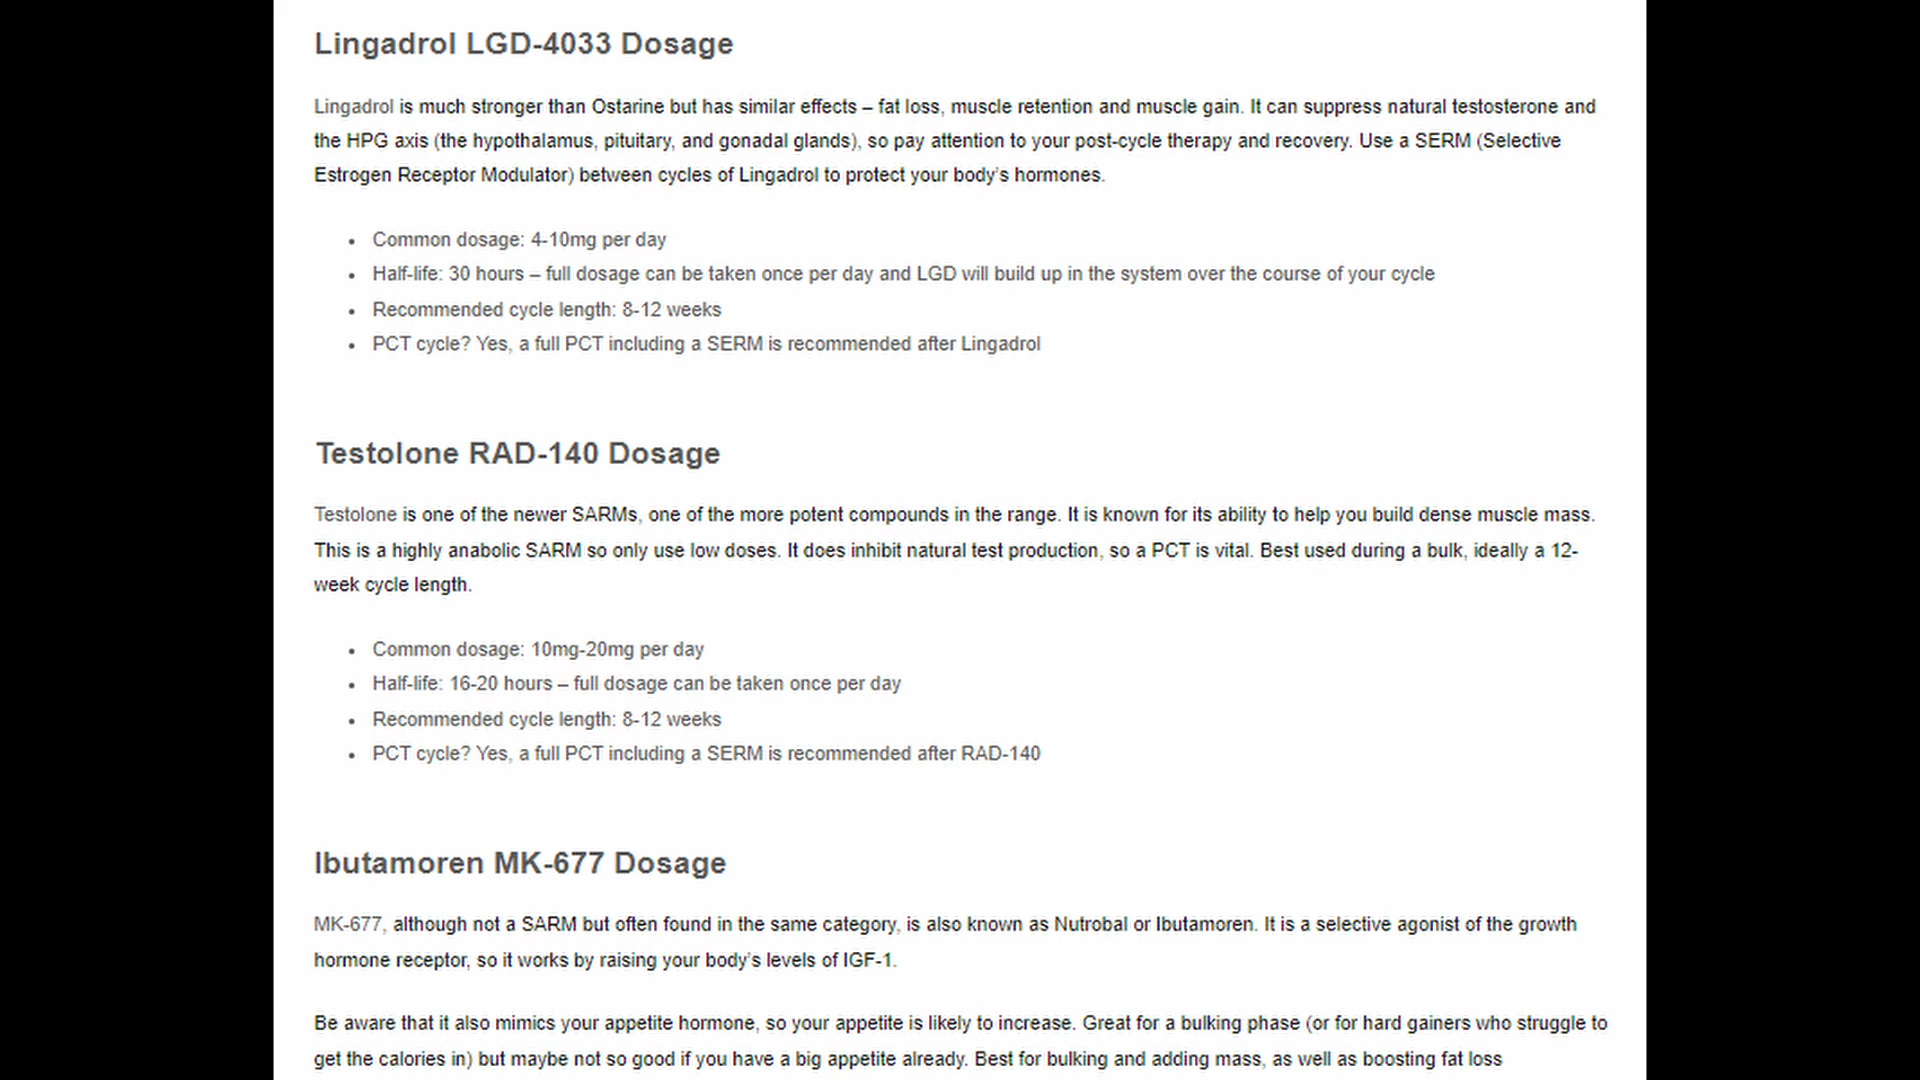 Lingadrol LGD-4033 Dosage
Lingadrol is much stronger than Ostarine but has similar effects – fat loss, muscle retention and muscle gain. It can suppress natural testosterone and
the HPG axis (the hypothalamus, pituitary, and gonadal glands), so pay attention to your post-cycle therapy and recovery. Use a SERM (Selective
Estrogen Receptor Modulator) between cycles of Lingadrol to protect your body's hormones.
• Common dosage: 4-10mg per day
• Half-life: 30 hours – full dosage can be taken once per day and LGD will build up in the system over the course of your cycle
• Recommended cycle length: 8-12 weeks
• PCT cycle? Yes, a full PCT including a SERM is recommended after Lingadrol
Testolone RAD-140 Dosage
Testolone is one of the newer SARMs, one of the more potent compounds in the range. It is known for its ability to help you build dense muscle mass.
This is a highly anabolic SARM so only use low doses. It does inhibit natural test production, so a PCT is vital. Best used during a bulk, ideally a 12-
week cycle length.
• Common dosage: 10mg-20mg per day
• Half-life: 16-20 hours – full dosage can be taken once per day
• Recommended cycle length: 8-12 weeks
• PCT cycle? Yes, a full PCT including a SERM is recommended after RAD-140
Ibutamoren MK-677 Dosage
MK-677, although not a SARM but often found in the same category, is also known as Nutrobal or Ibutamoren. It is a selective agonist of the growth
hormone receptor, so it works by raising your body's levels of IGF-1.
Be aware that it also mimics your appetite hormone, so your appetite is likely to increase. Great for a bulking phase (or for hard gainers who struggle to
get the calories in) but maybe not so good if you have a big appetite already. Best for bulking and adding mass, as well as boosting fat loss